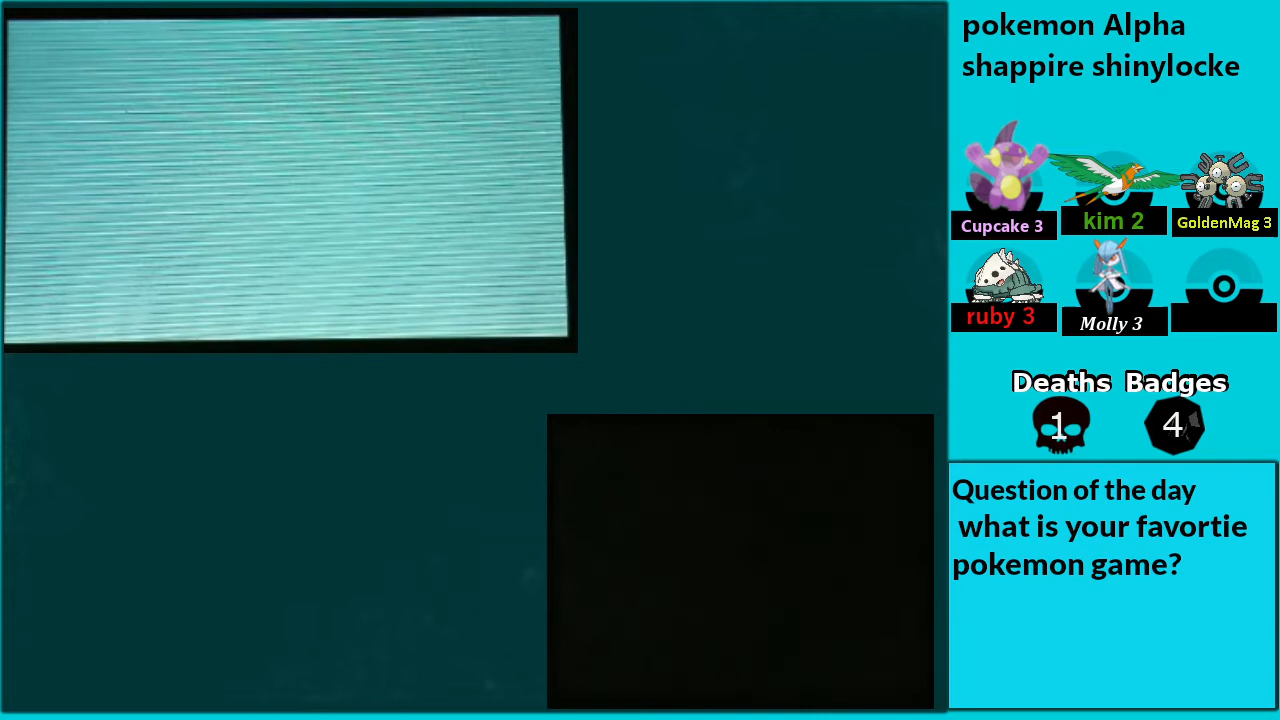 pokemon Alpha
shappire shinylocke
Cupcake 3
kim 2
GoldenMag 3
ruby 3
Molly 3
Deaths
Badges
1
4
Question of the day
what is your favortie
pokemon game?